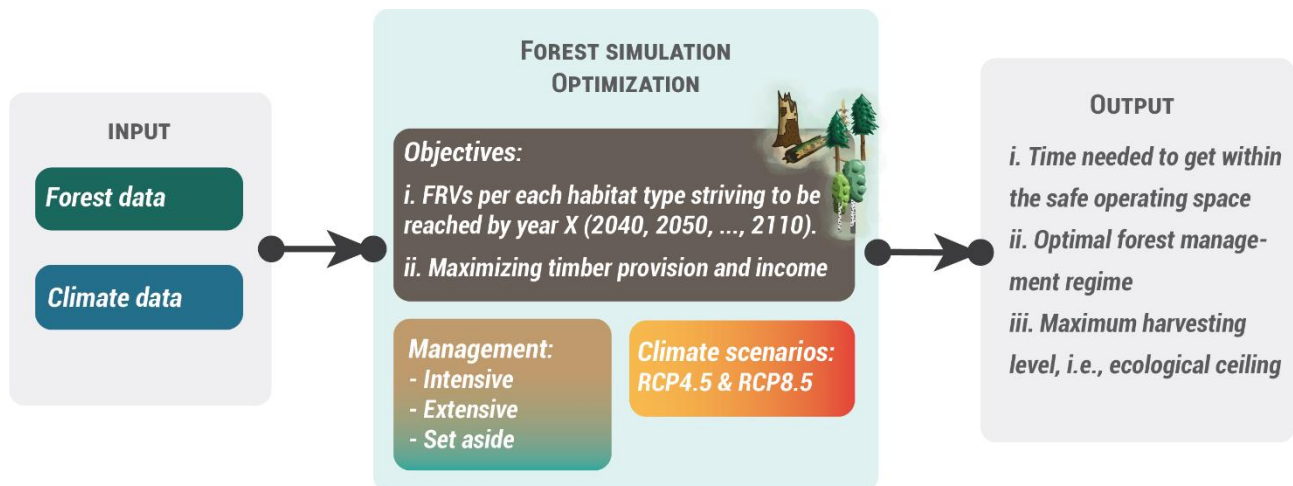 INPUT
Forest data
Climate data
FOREST SIMULATION
OPTIMIZATION
Objectives:
i. FRVs per each habitat type striving to be
reached by year X (2040, 2050, ..., 2110).
ii. Maximizing timber provision and income
Management:
- Intensive
- Extensive
- Set aside
Climate scenarios:
RCP4.5 & RCP8.5
OUTPUT
i. Time needed to get within
the safe operating space
ii. Optimal forest manage-
ment regime
iii. Maximum harvesting
level, i.e., ecological ceiling